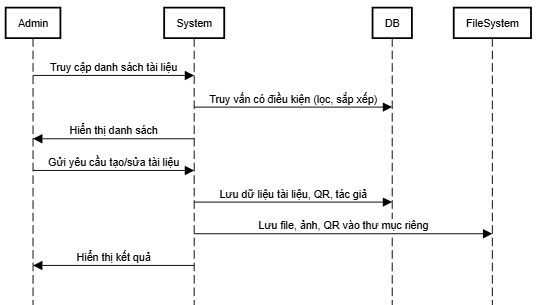 Admin System DB FileSystem
Truy cập danh sách tài liệu
Truy vấn có điều kiện (lọc, sắp xếp)
Hiển thị danh sách
Gửi yêu cầu tạo/sửa tài liệu
Lưu dữ liệu tài liệu, QR, tác giả
Lưu file, ảnh, QR vào thư mục riêng
Hiển thị kết quả